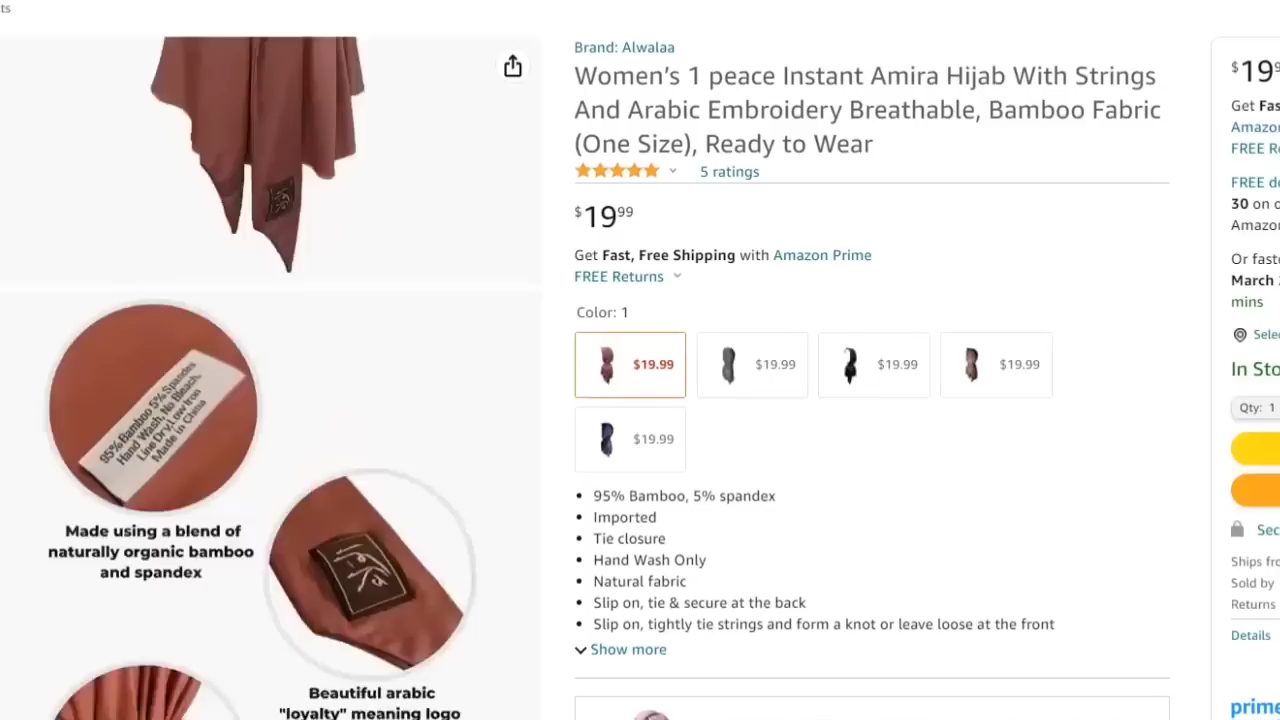 ts
Brand: Alwalaa
Women’s 1 peace Instant Amira Hijab With Strings
And Arabic Embroidery Breathable, Bamboo Fabric
(One Size), Ready to Wear
5 ratings
$19.99
Get Fast, Free Shipping with Amazon Prime
FREE Returns
Color: 1
$19.99
$19.99
$19.99
$19.99
$19.99
95% Bamboo, 5% spandex
Imported
Tie closure
Hand Wash Only
Natural fabric
Slip on, tie & secure at the back
Slip on, tightly tie strings and form a knot or leave loose at the front
Show more
95%Bamboo 5%Spandes
Hand Wash, No Bleach,
Line Dry,Low Iron
Made in China
Made using a blend of
naturally organic bamboo
and spandex
Beautiful arabic
"loyalty" meaning logo
$19
Get Fas
Amazo
FREE Re
FREE de
30 on o
Amazo
Or faste
March
mins
Sele
In Sto
Qty: 1
Sec
Ships fro
Sold by
Returns
Details
prime